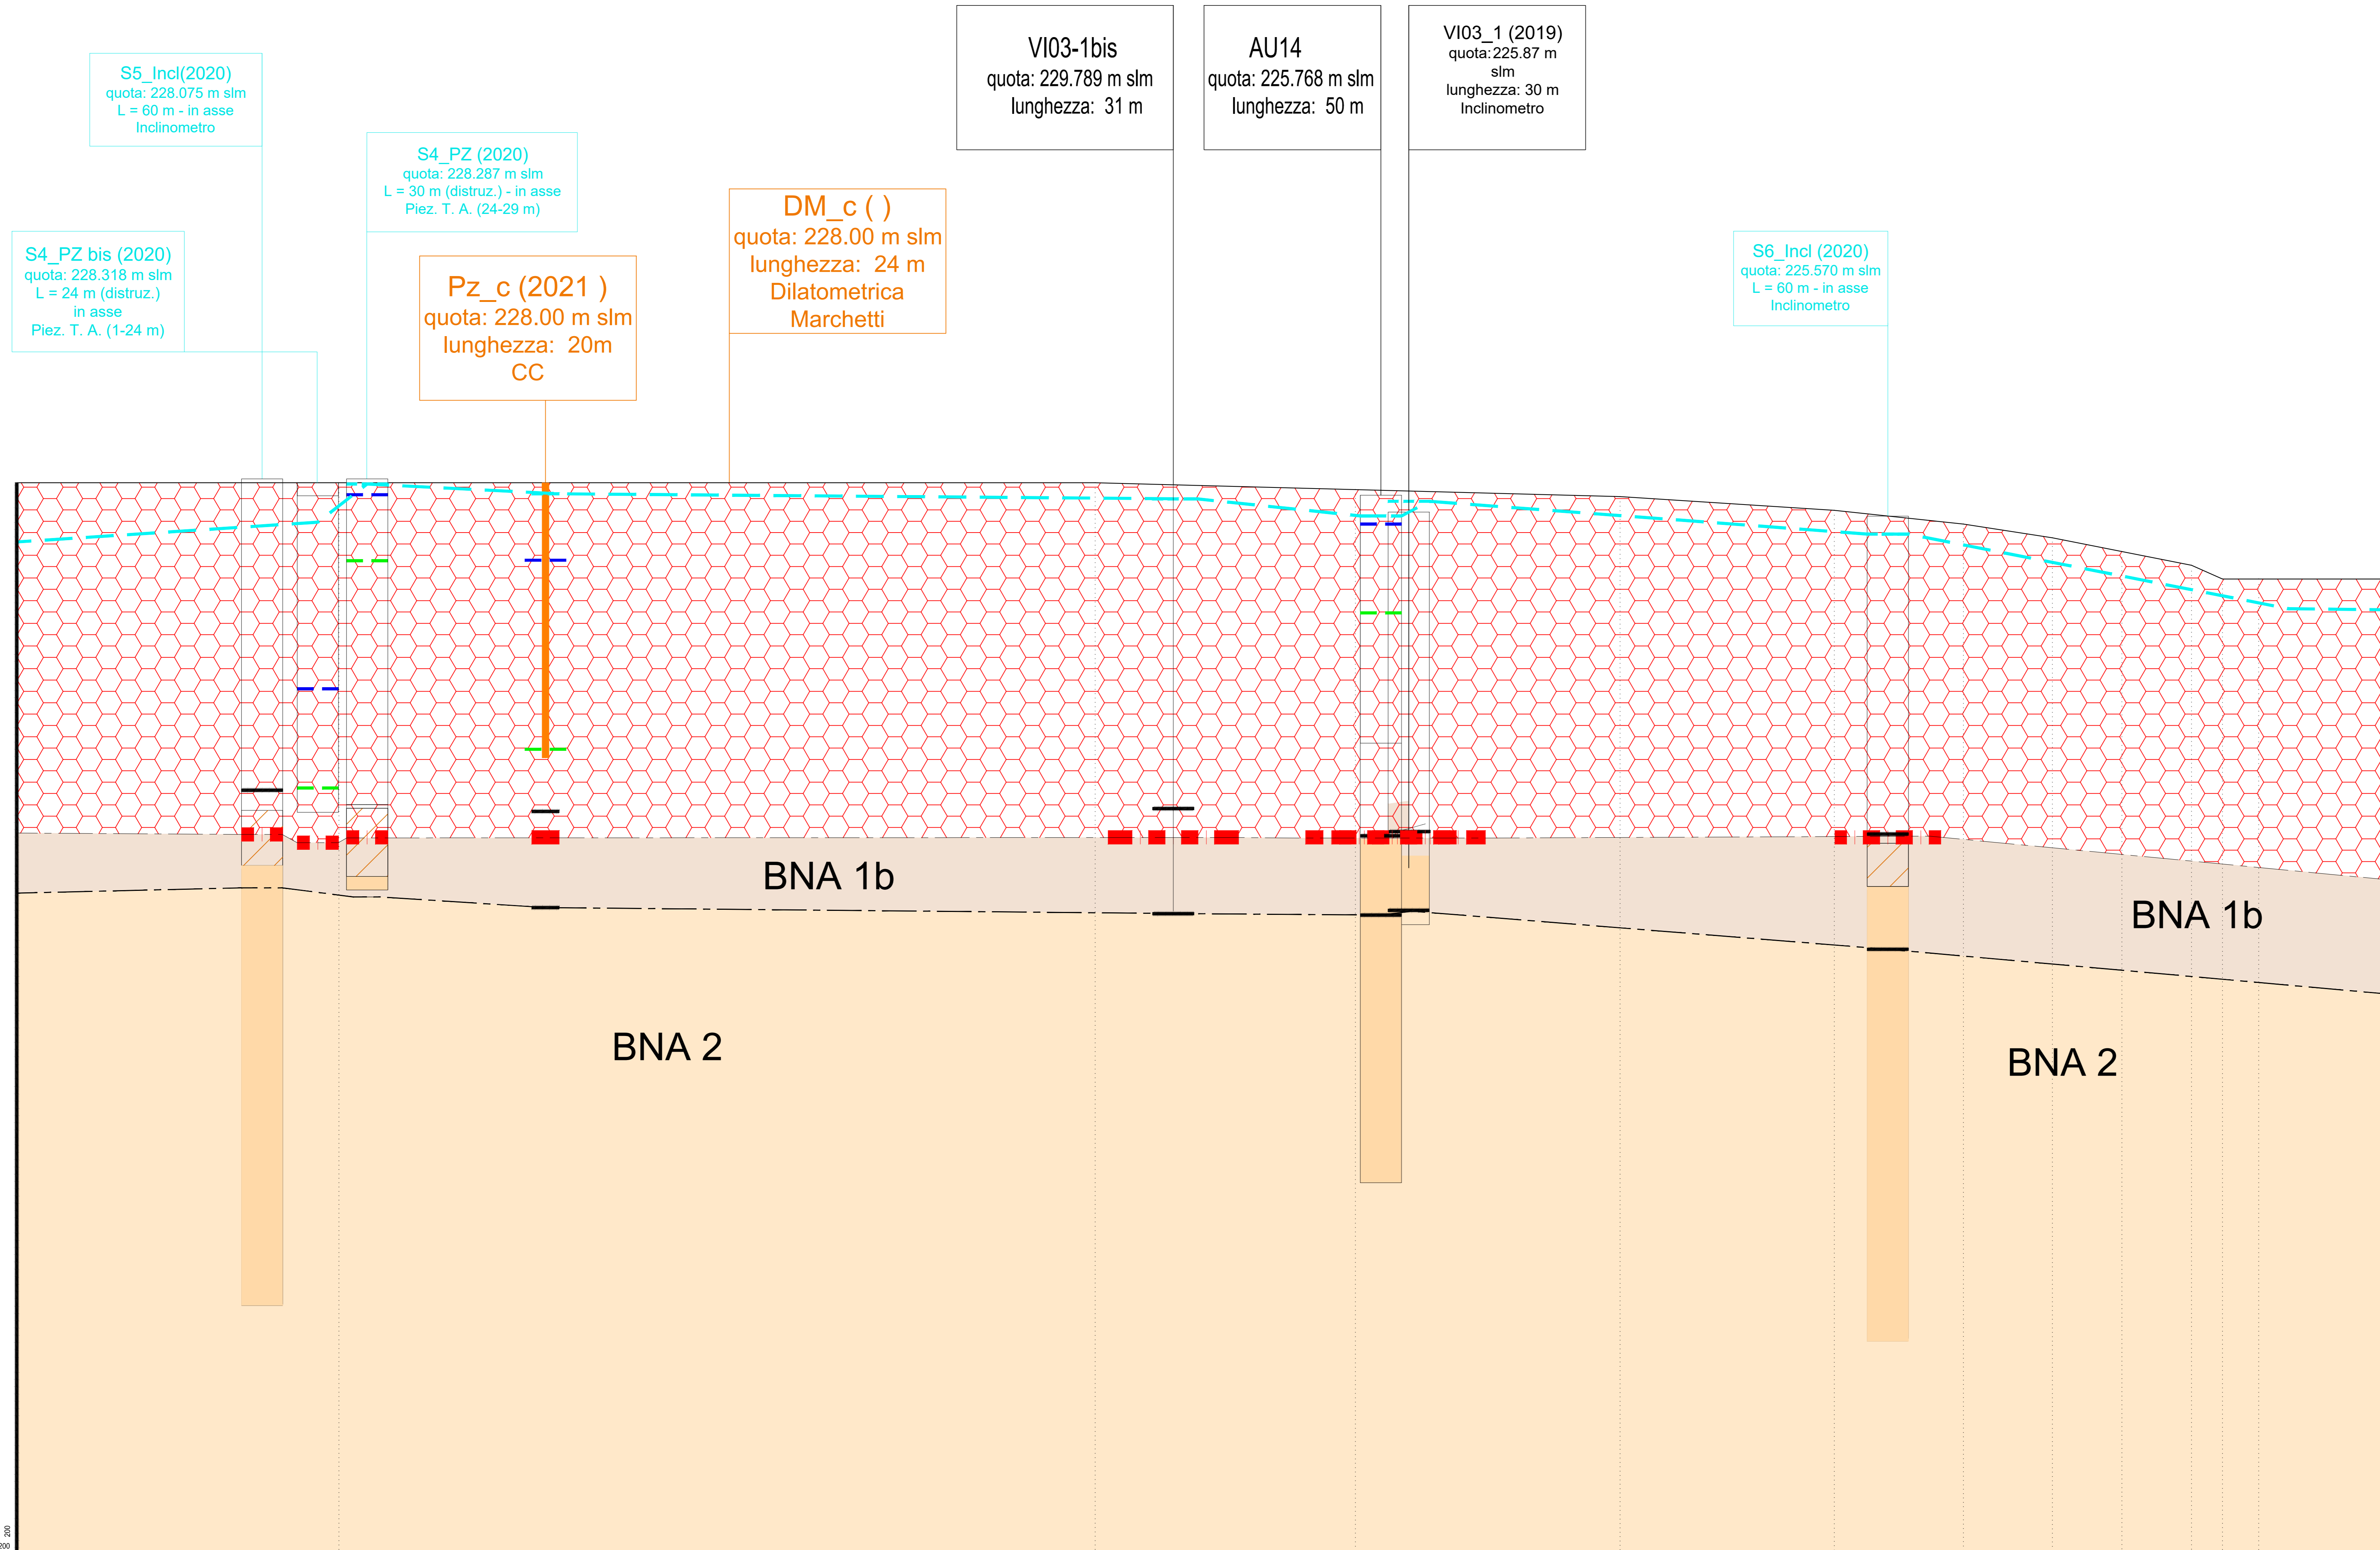 S5_Incl(2020)
quota: 228.075 m slm
L = 60 m - in asse
Inclinometro
S4_PZ bis (2020)
quota: 228.318 m slm
L = 24 m (distruz.)
in asse
Piez. T. A. (1-24 m)
S4_PZ (2020)
quota: 228.287 m slm
L = 30 m (distruz.) - in asse
Piez. T. A. (24-29 m)
Pz_c (2021 )
quota: 228.00 m slm
lunghezza: 20m
CC
DM_c ( )
quota: 228.00 m slm
lunghezza: 24 m
Dilatometrica
Marchetti
VI03-1bis
quota: 229.789 m slm
lunghezza: 31 m
AU14
quota: 225.768 m slm
lunghezza: 50 m
VI03_1 (2019)
quota:225.87 m
slm
lunghezza: 30 m
Inclinometro
S6_Incl (2020)
quota: 225.570 m slm
L = 60 m - in asse
Inclinometro
BNA 1b
BNA 1b
BNA 2
BNA 2
200
200